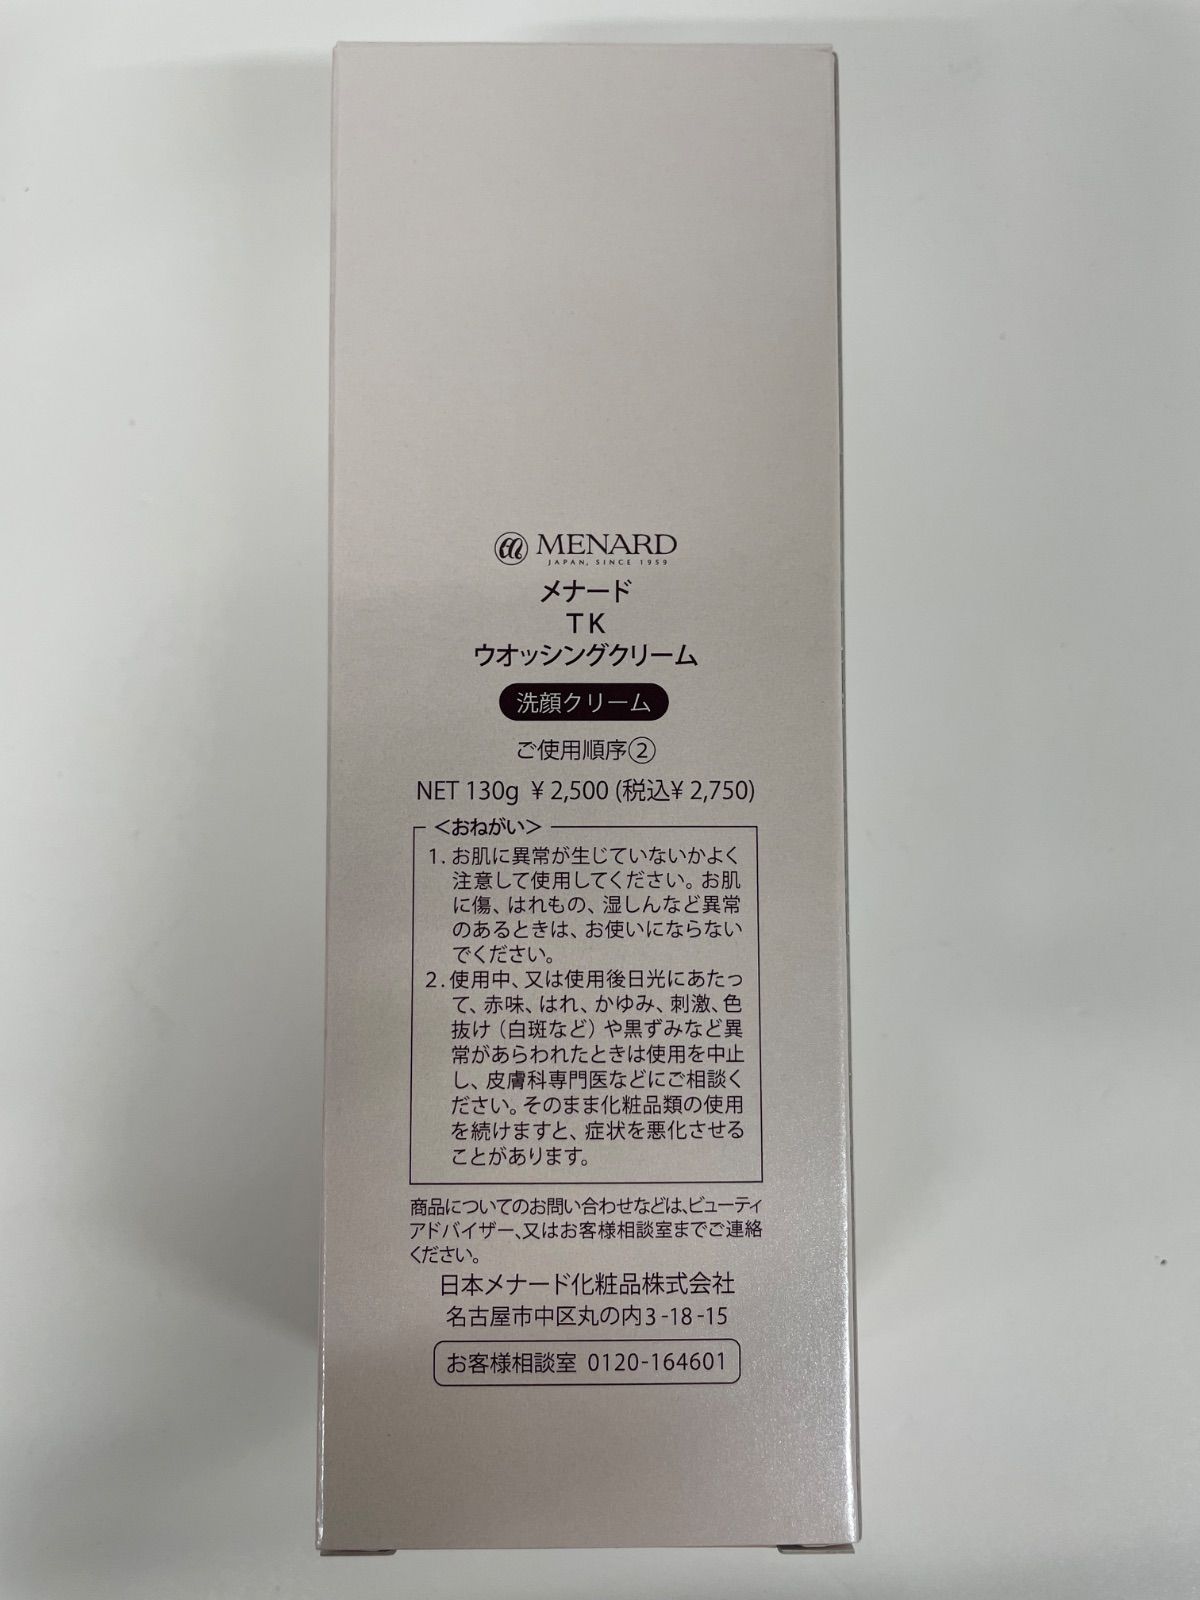 MENARD
JAPAN, SINCE 1959
メナード
TK
ウオッシングクリーム
洗顔クリーム
ご使用順序②
NET 130g ¥2,500 (税込¥2,750)
<おねがい>
1. お肌に異常が生じていないかよく
注意して使用してください。お肌
に傷、はれもの、湿しんなど異常
のあるときは、お使いにならない
でください。
2. 使用中、又は使用後日光にあたっ
て、赤味、はれ、かゆみ、刺激、色
抜け(白斑など)や黒ずみなど異
常があらわれたときは使用を中止
し、皮膚科専門医などにご相談く
ださい。そのまま化粧品類の使用
を続けますと、症状を悪化させる
ことがあります。
商品についてのお問い合わせなどは、ビューティ
アドバイザー、又はお客様相談室までご連絡
ください。
日本メナード化粧品株式会社
名古屋市中区丸の内3-18-15
お客様相談室 0120-164601